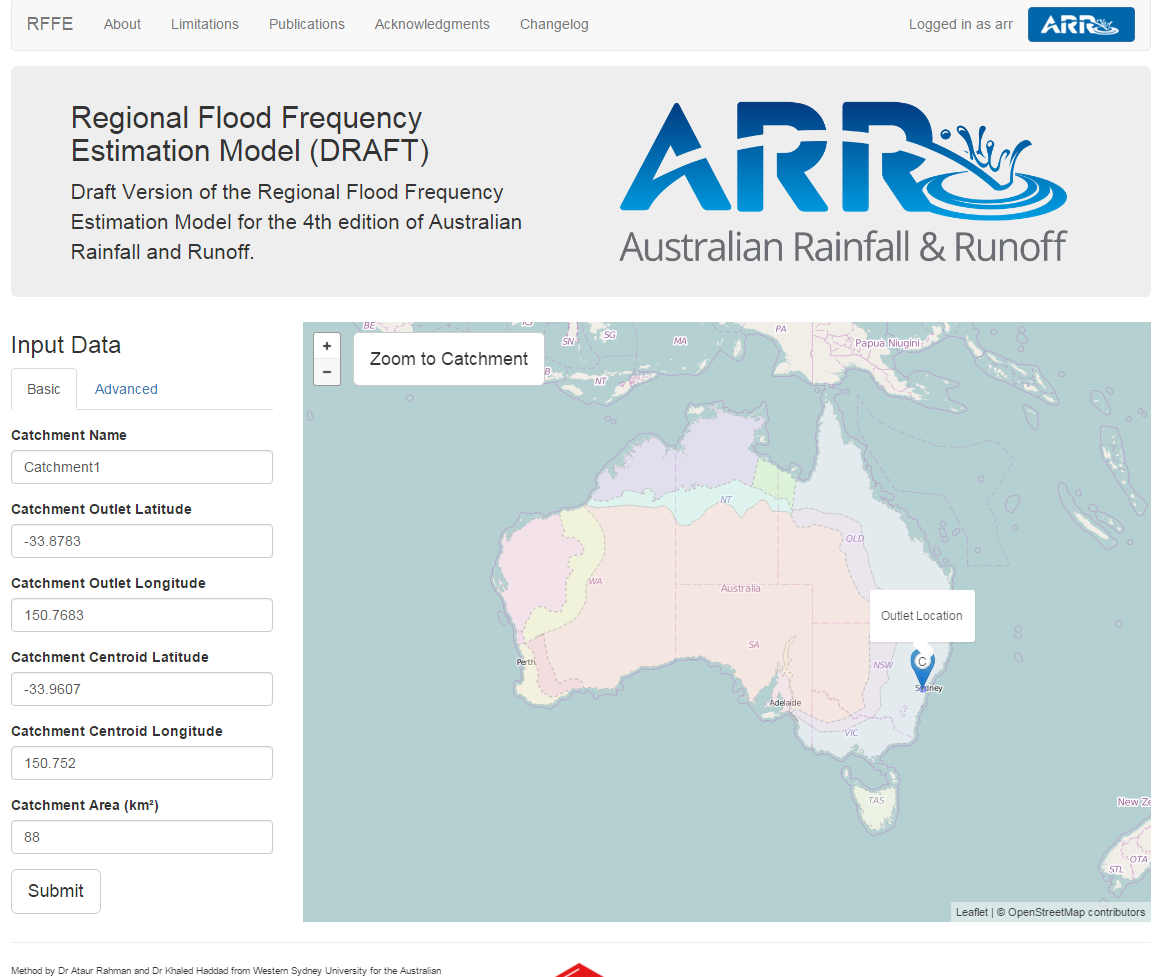 RFFE About Limitations Publications Acknowledgments Changelog Logged in as arr ARR
Regional Flood Frequency
Estimation Model (DRAFT)
Draft Version of the Regional Flood Frequency
Estimation Model for the 4th edition of Australian
Rainfall and Runoff.
ARR
Australian Rainfall & Runoff
Input Data
Basic Advanced
Catchment Name
Catchment1
Catchment Outlet Latitude
-33.8783
Catchment Outlet Longitude
150.7683
Catchment Centroid Latitude
-33.9607
Catchment Centroid Longitude
150.752
Catchment Area (km²)
88
Submit
+
−
Zoom to Catchment
BE
SN
SG
MA
PA
Papua Niugini
NT
NT
QLD
WA
Australia
Outlet Location
SA
Perth
NSW
C
Sydney
Adelaide
VIC
TAS
New Ze
OTA
STL
Leaflet | © OpenStreetMap contributors
Method by Dr Ataur Rahman and Dr Khaled Haddad from Western Sydney University for the Australian